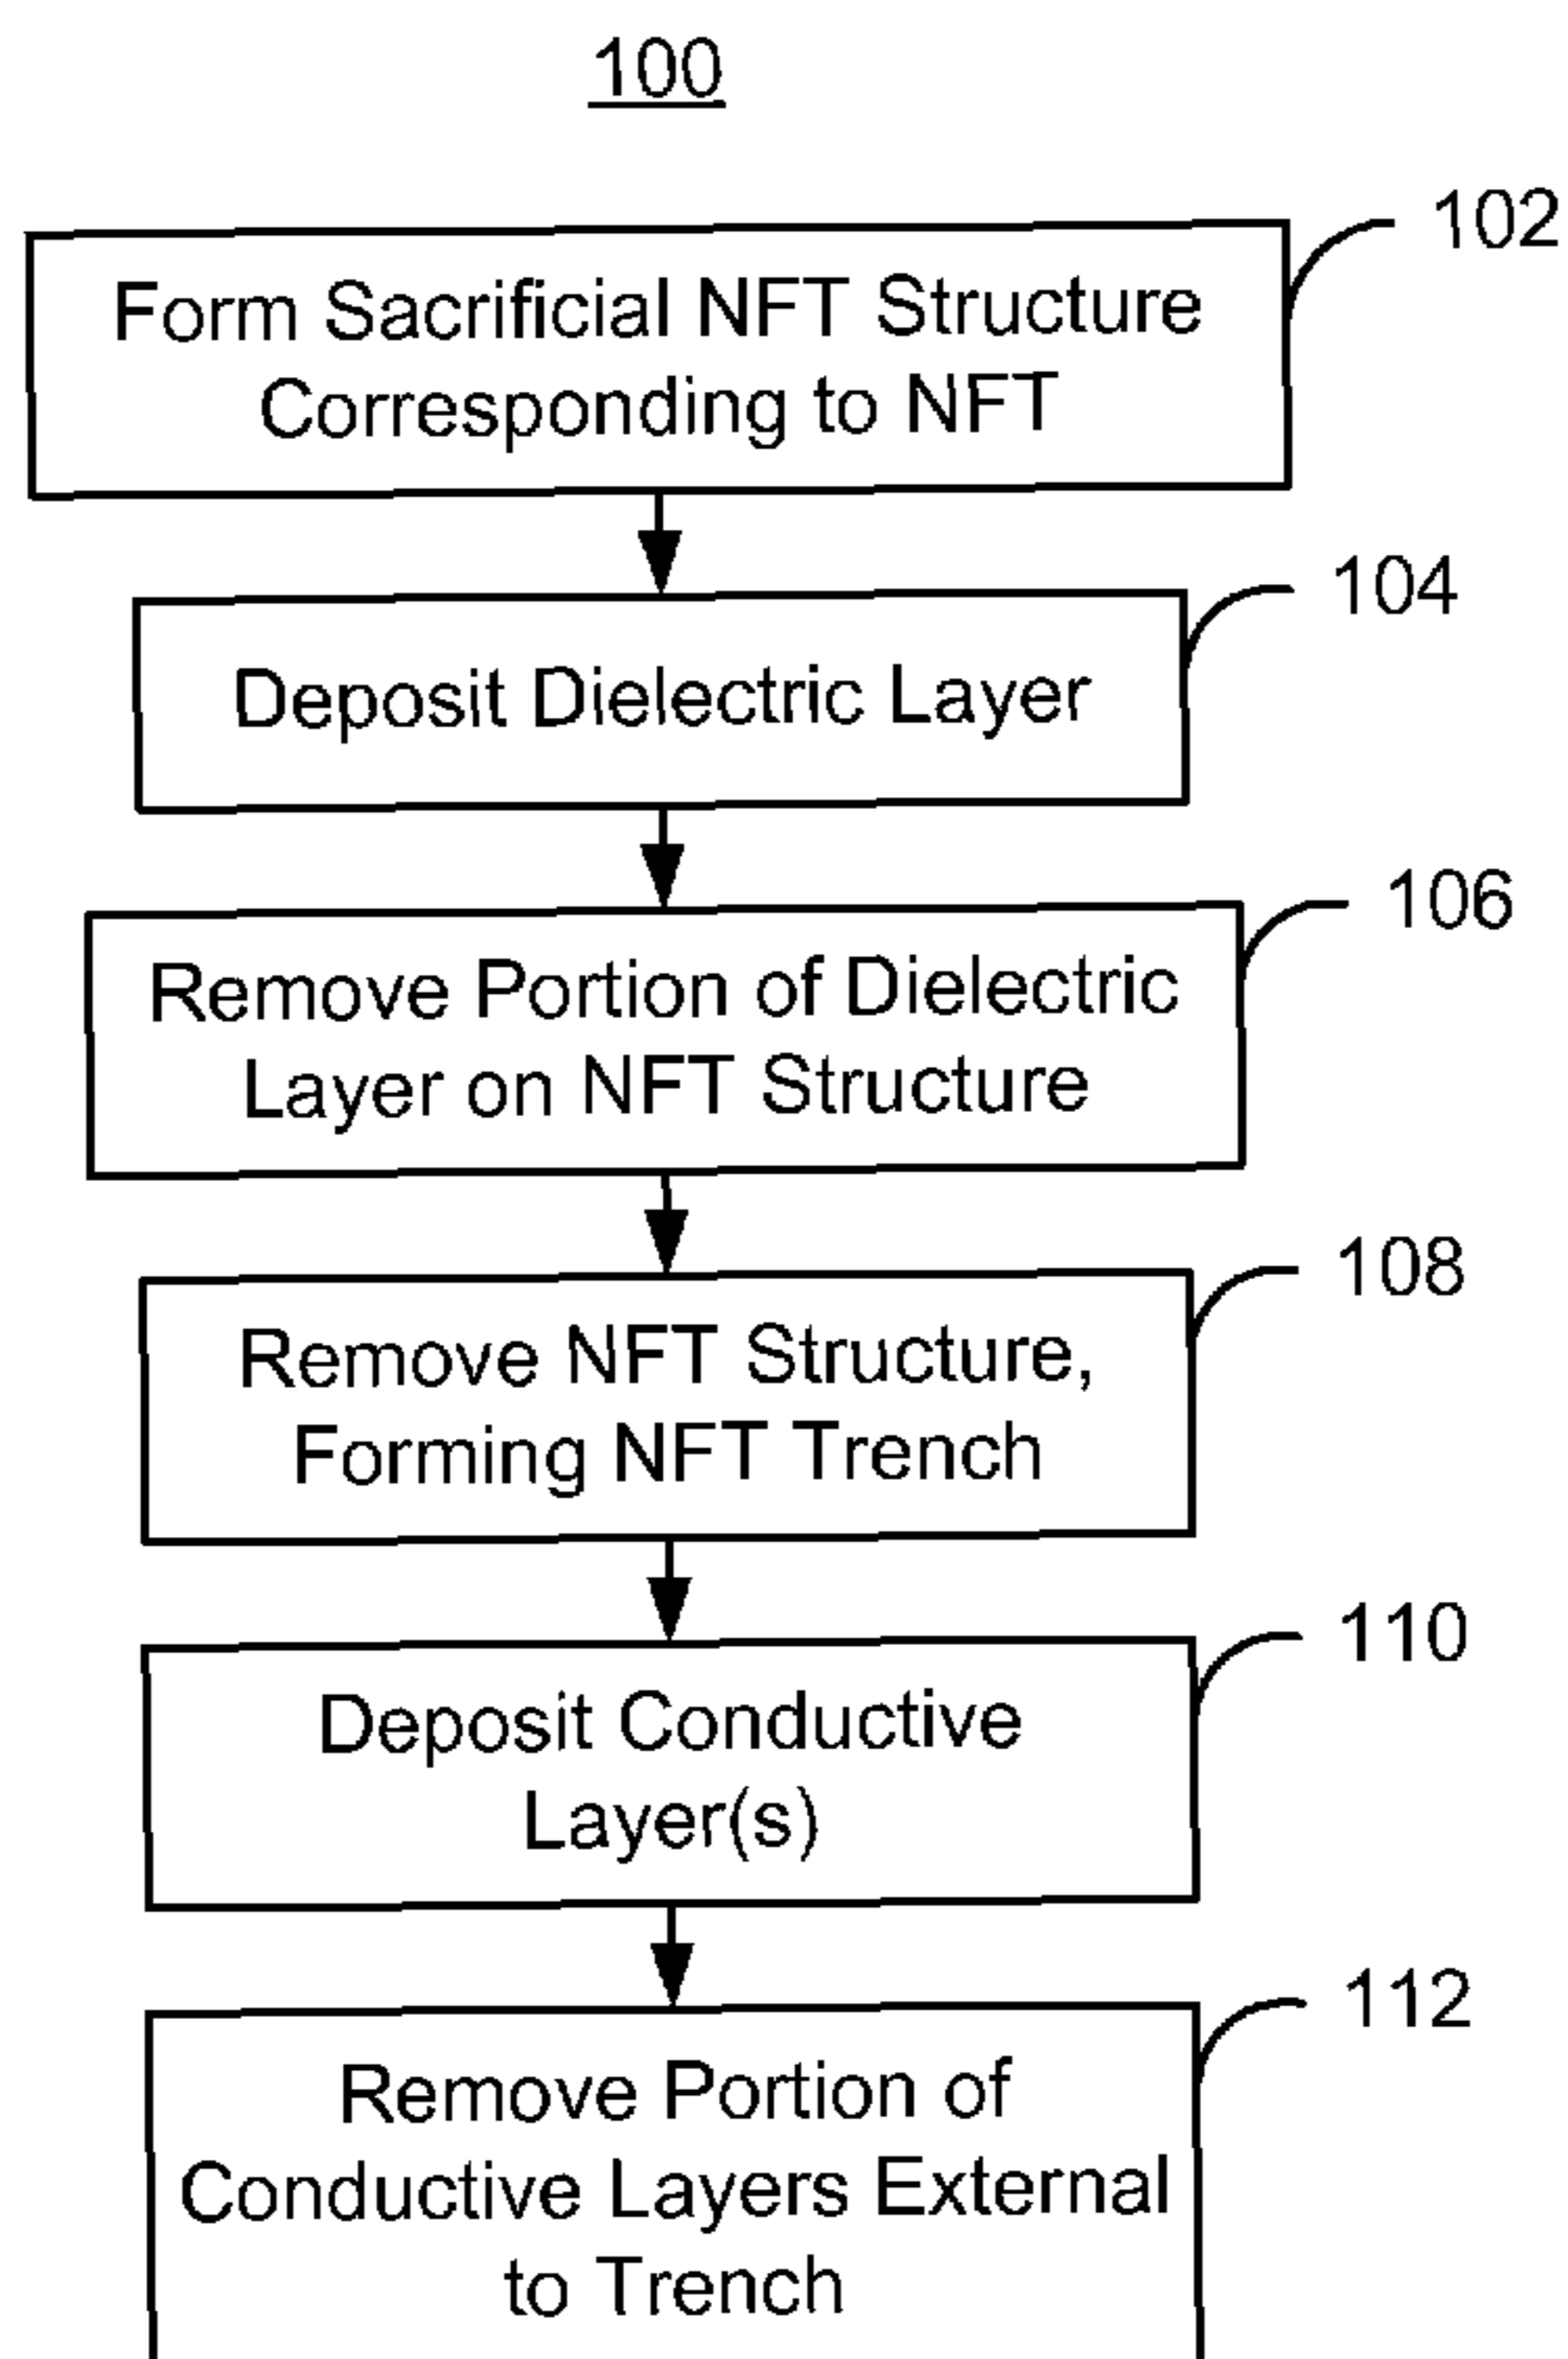 100
102
Form Sacrificial NFT Structure
Corresponding to NFT
104
Deposit Dielectric Layer
106
Remove Portion of Dielectric
Layer on NFT Structure
108
Remove NFT Structure,
Forming NFT Trench
110
Deposit Conductive
Layer(s)
112
Remove Portion of
Conductive Layers External
to Trench